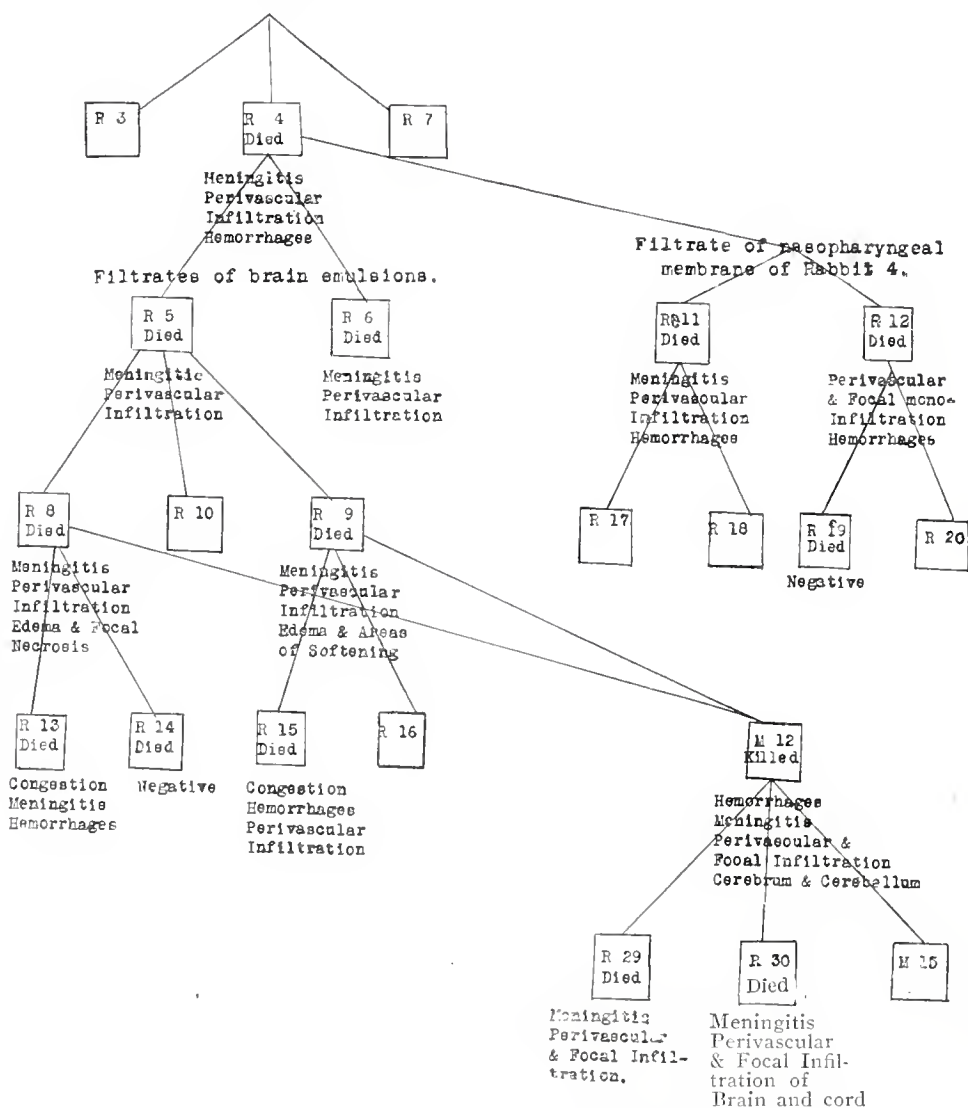 R 3
R 4
Died
R 7
Meningitis
Perivascular
Infiltration
Hemorrhages
Filtrates of brain emulsions.
Filtrate of nasopharyngeal
membrane of Rabbit 4.
R 5
Died
R 6
Died
R 11
Died
R 12
Died
Meningitis
Perivascular
Infiltration
Meningitis
Perivascular
Infiltration
Meningitis
Perivascular
Infiltration
Hemorrhages
Perivascular
& Focal mono-
Infiltration
Hemorrhages
R 8
Died
R 10
R 9
Died
R 17
R 18
R 19
Died
R 20
Negative
Meningitis
Perivascular
Infiltration
Edema & Focal
Necrosis
Meningitis
Perivascular
Infiltration
Edema & Areas
of Softening
R 13
Died
R 14
Died
R 15
Died
R 16
M 12
Killed
Congestion
Meningitis
Hemorrhages
Negative
Congestion
Hemorrhages
Perivascular
Infiltration
Hemorrhages
Meningitis
Perivascular &
Focal Infiltration
Cerebrum & Cerebellum
R 29
Died
R 30
Died
M 15
Meningitis
Perivascular
& Focal Infil-
tration.
Meningitis
Perivascular
& Focal Infil-
tration of
Brain and cord